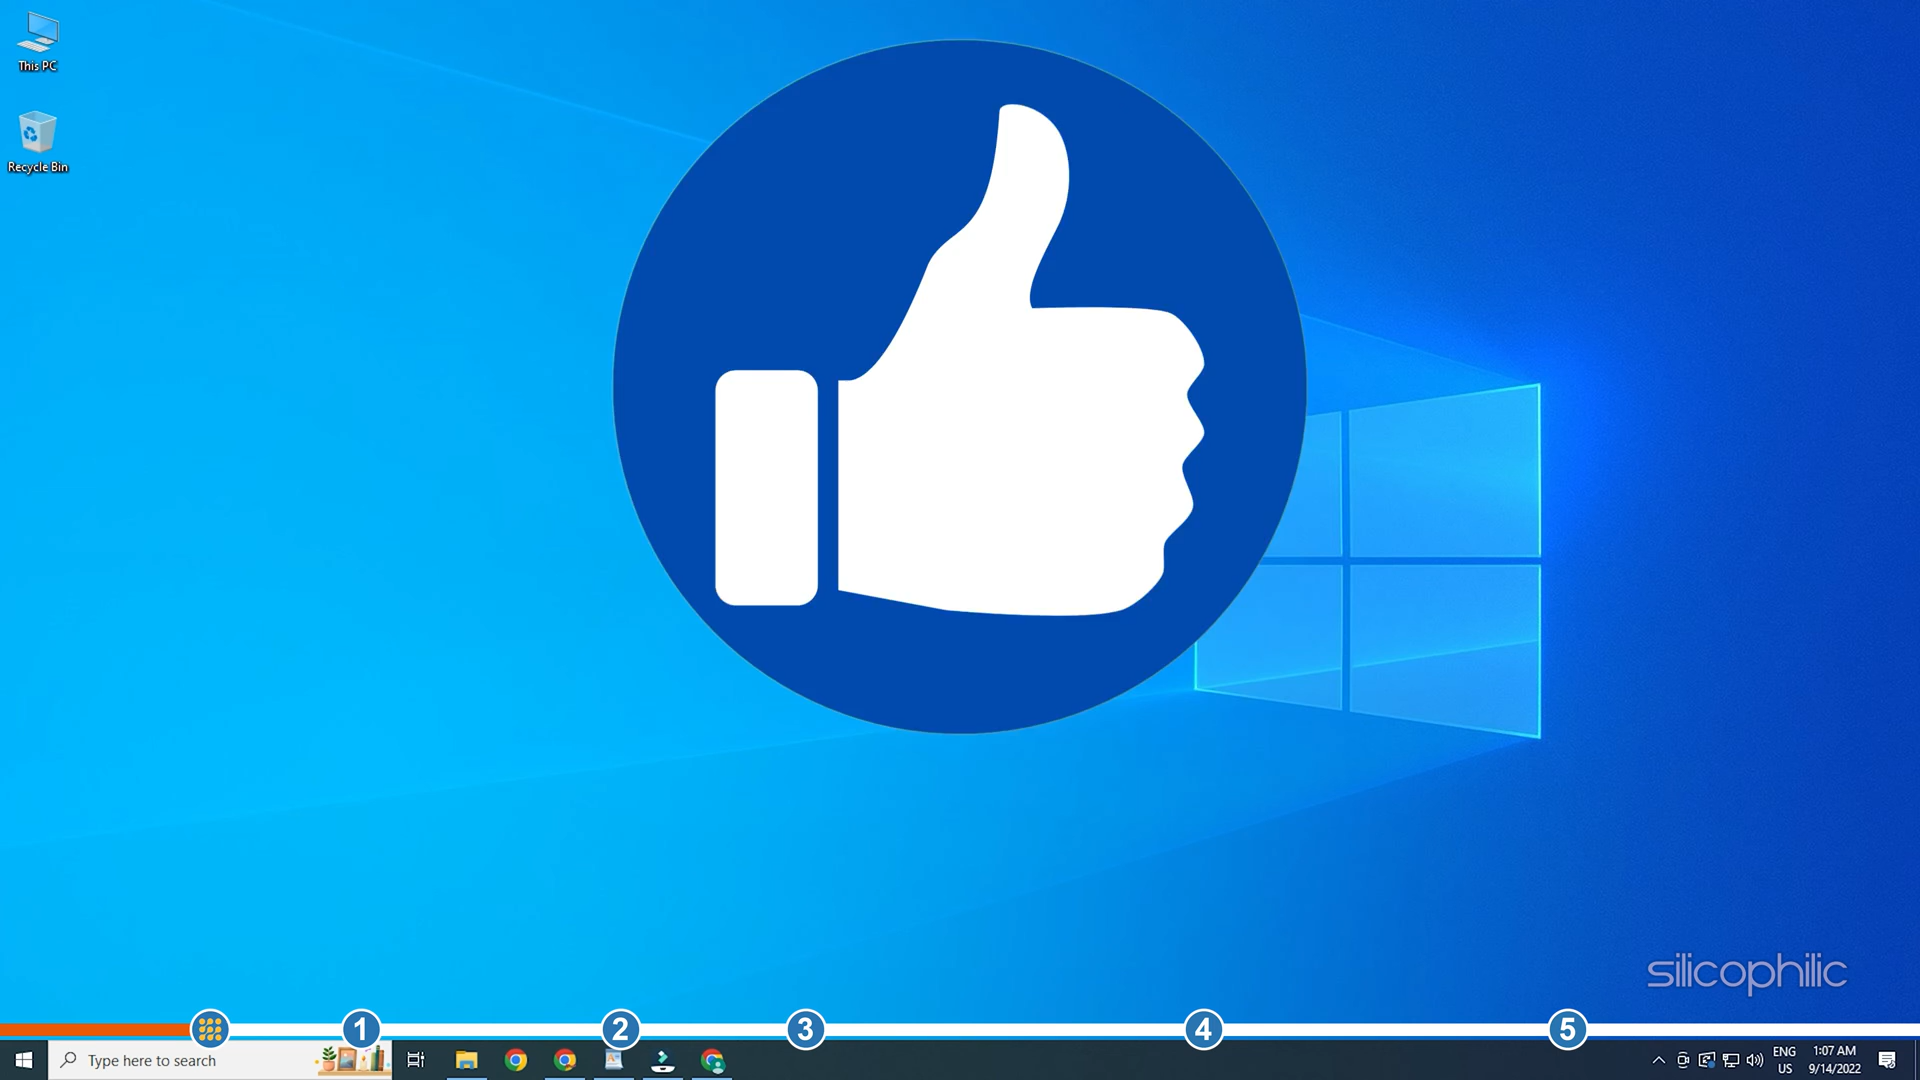 This PC
Recycle Bin
silicophilic
1
2
3
4
5
Type here to search
ENG
US
1:07 AM
9/14/2022